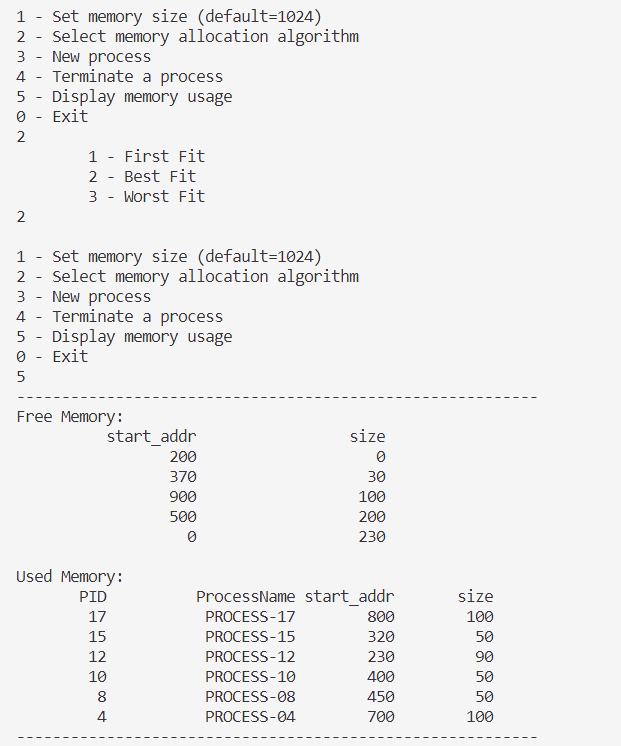 1 - Set memory size (default=1024)
2 - Select memory allocation algorithm
3 - New process
4 - Terminate a process
5 - Display memory usage
0 - Exit
2
        1 - First Fit
        2 - Best Fit
        3 - Worst Fit
2

1 - Set memory size (default=1024)
2 - Select memory allocation algorithm
3 - New process
4 - Terminate a process
5 - Display memory usage
0 - Exit
5
----------------------------------------------------------
Free Memory:
          start_addr                 size
                 200                    0
                 370                   30
                 900                  100
                 500                  200
                   0                  230

Used Memory:
       PID          ProcessName start_addr       size
        17           PROCESS-17        800        100
        15           PROCESS-15        320         50
        12           PROCESS-12        230         90
        10           PROCESS-10        400         50
         8           PROCESS-08        450         50
         4           PROCESS-04        700        100
----------------------------------------------------------